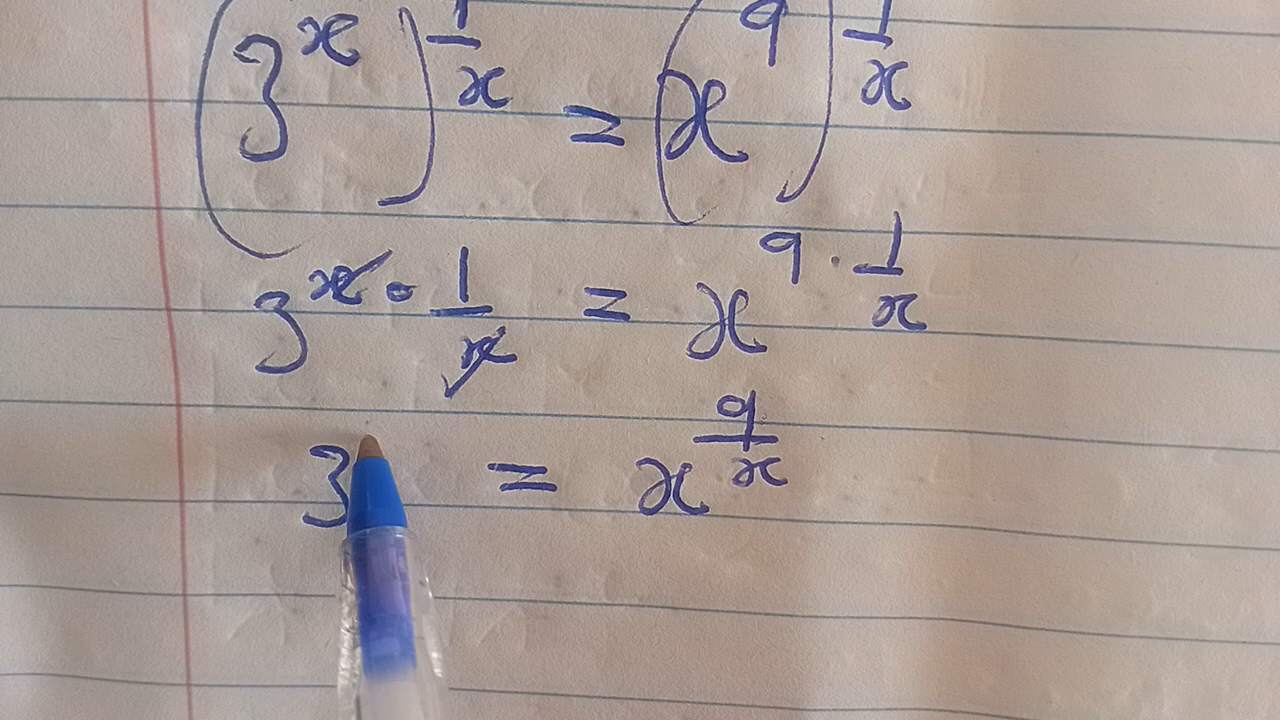 (3^x)^(1/x) = (x^9)^(1/x)
3^(x · 1/x) = x^(9 · 1/x)
3 = x^(9/x)